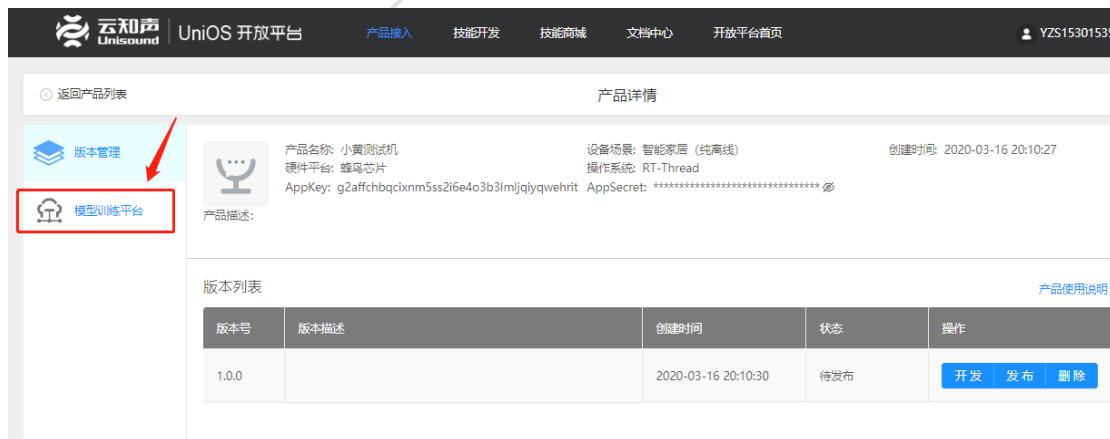 云知声 Unisound UniOS 开放平台 产品接入 技能开发 技能商城 文档中心 开放平台首页 YZS1530153
返回产品列表 产品详情
版本管理
模型训练平台
产品名称: 小黄测试机 设备场景: 智能家居（纯离线） 创建时间: 2020-03-16 20:10:27
硬件平台: 蜂鸟芯片 操作系统: RT-Thread
AppKey: g2affchbqcixnm5ss2i6e4o3b3lmljqiyqwehrit AppSecret: ********************************
产品描述:
版本列表 产品使用说明
版本号 版本描述 创建时间 状态 操作
1.0.0 2020-03-16 20:10:30 待发布 开发 发布 删除